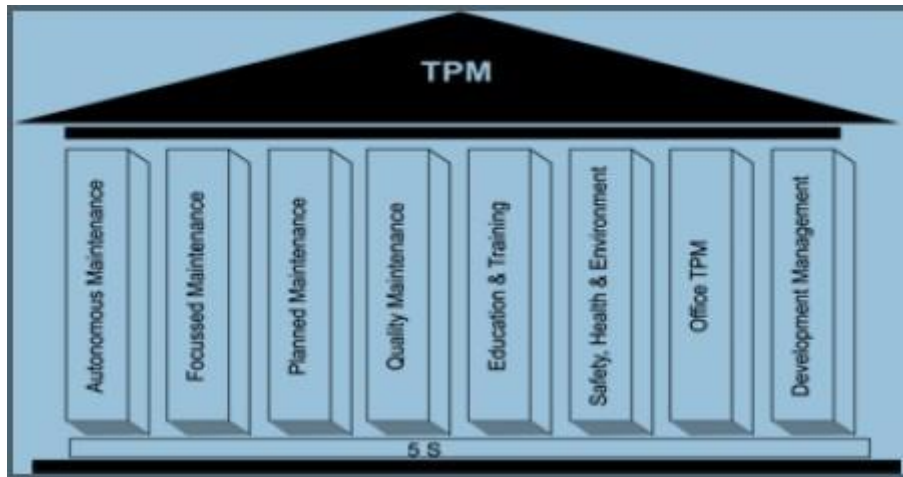 TPM
Autonomous Maintenance
Focussed Maintenance
Planned Maintenance
Quality Maintenance
Education & Training
Safety, Health & Environment
Office TPM
Development Management
5 S